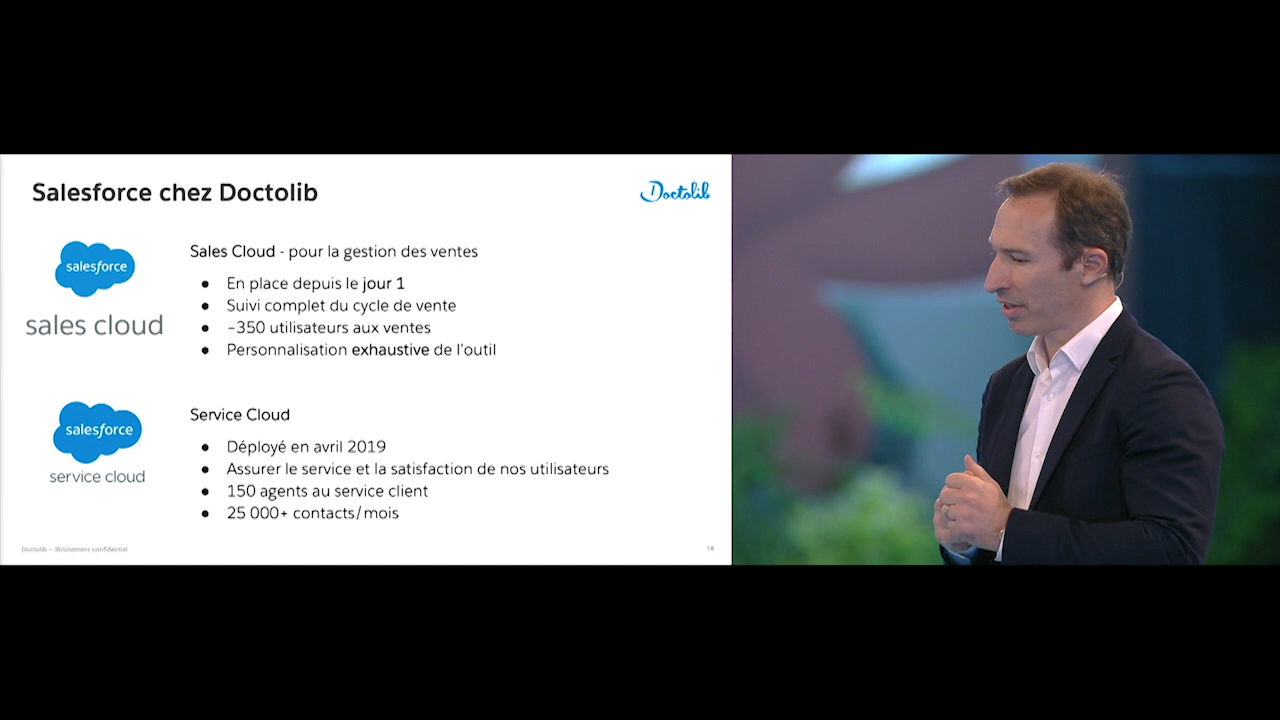 Salesforce chez Doctolib
Doctolib
salesforce
sales cloud
Sales Cloud - pour la gestion des ventes
● En place depuis le jour 1
● Suivi complet du cycle de vente
● ~350 utilisateurs aux ventes
● Personnalisation exhaustive de l'outil
salesforce
service cloud
Service Cloud
● Déployé en avril 2019
● Assurer le service et la satisfaction de nos utilisateurs
● 150 agents au service client
● 25 000+ contacts/mois
Doctolib – Strictement confidentiel
18